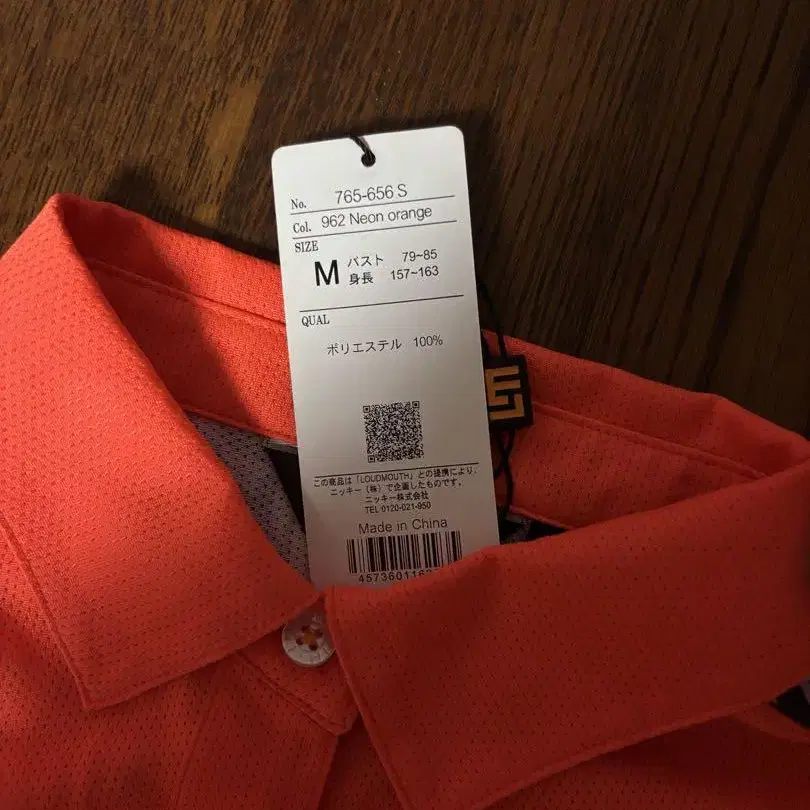 No. 765-656 S
Col. 962 Neon orange
SIZE
M バスト 79~85
身長 157~163
QUAL
ポリエステル 100%
この商品は「LOUDMOUTH」との提携により、
ニッキー(株)で企画したものです。
ニッキー株式会社
TEL 0120-021-950
Made in China